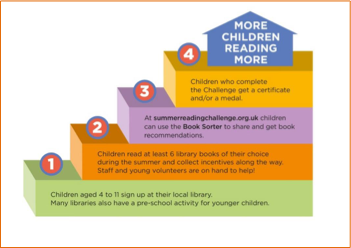 MORE
CHILDREN
READING
MORE
4
Children who complete
the Challenge get a certificate
and/or a medal.
3
At summerreadingchallenge.org.uk children
can use the Book Sorter to share and get book
recommendations.
2
Children read at least 6 library books of their choice
during the summer and collect incentives along the way.
Staff and young volunteers are on hand to help!
1
Children aged 4 to 11 sign up at their local library.
Many libraries also have a pre-school activity for younger children.